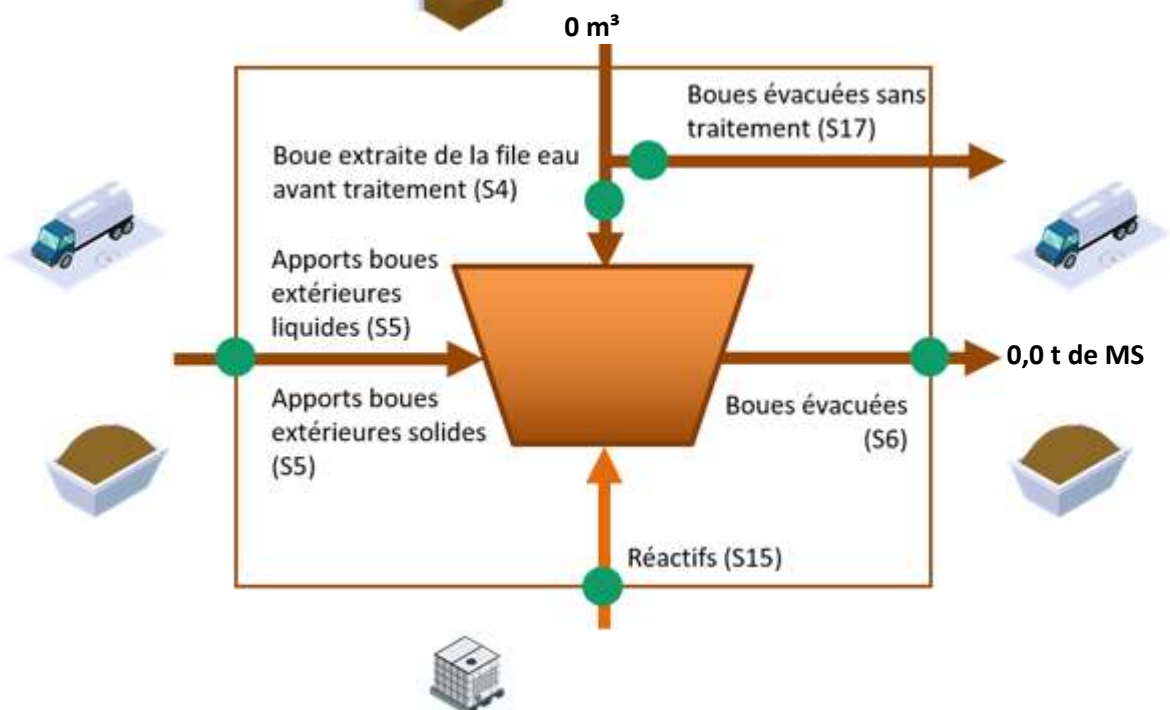 0 m³
Boues évacuées sans
traitement (S17)
Boue extraite de la file eau
avant traitement (S4)
Apports boues
extérieures
liquides (S5)
0,0 t de MS
Apports boues
extérieures solides
(S5)
Boues évacuées
(S6)
Réactifs (S15)